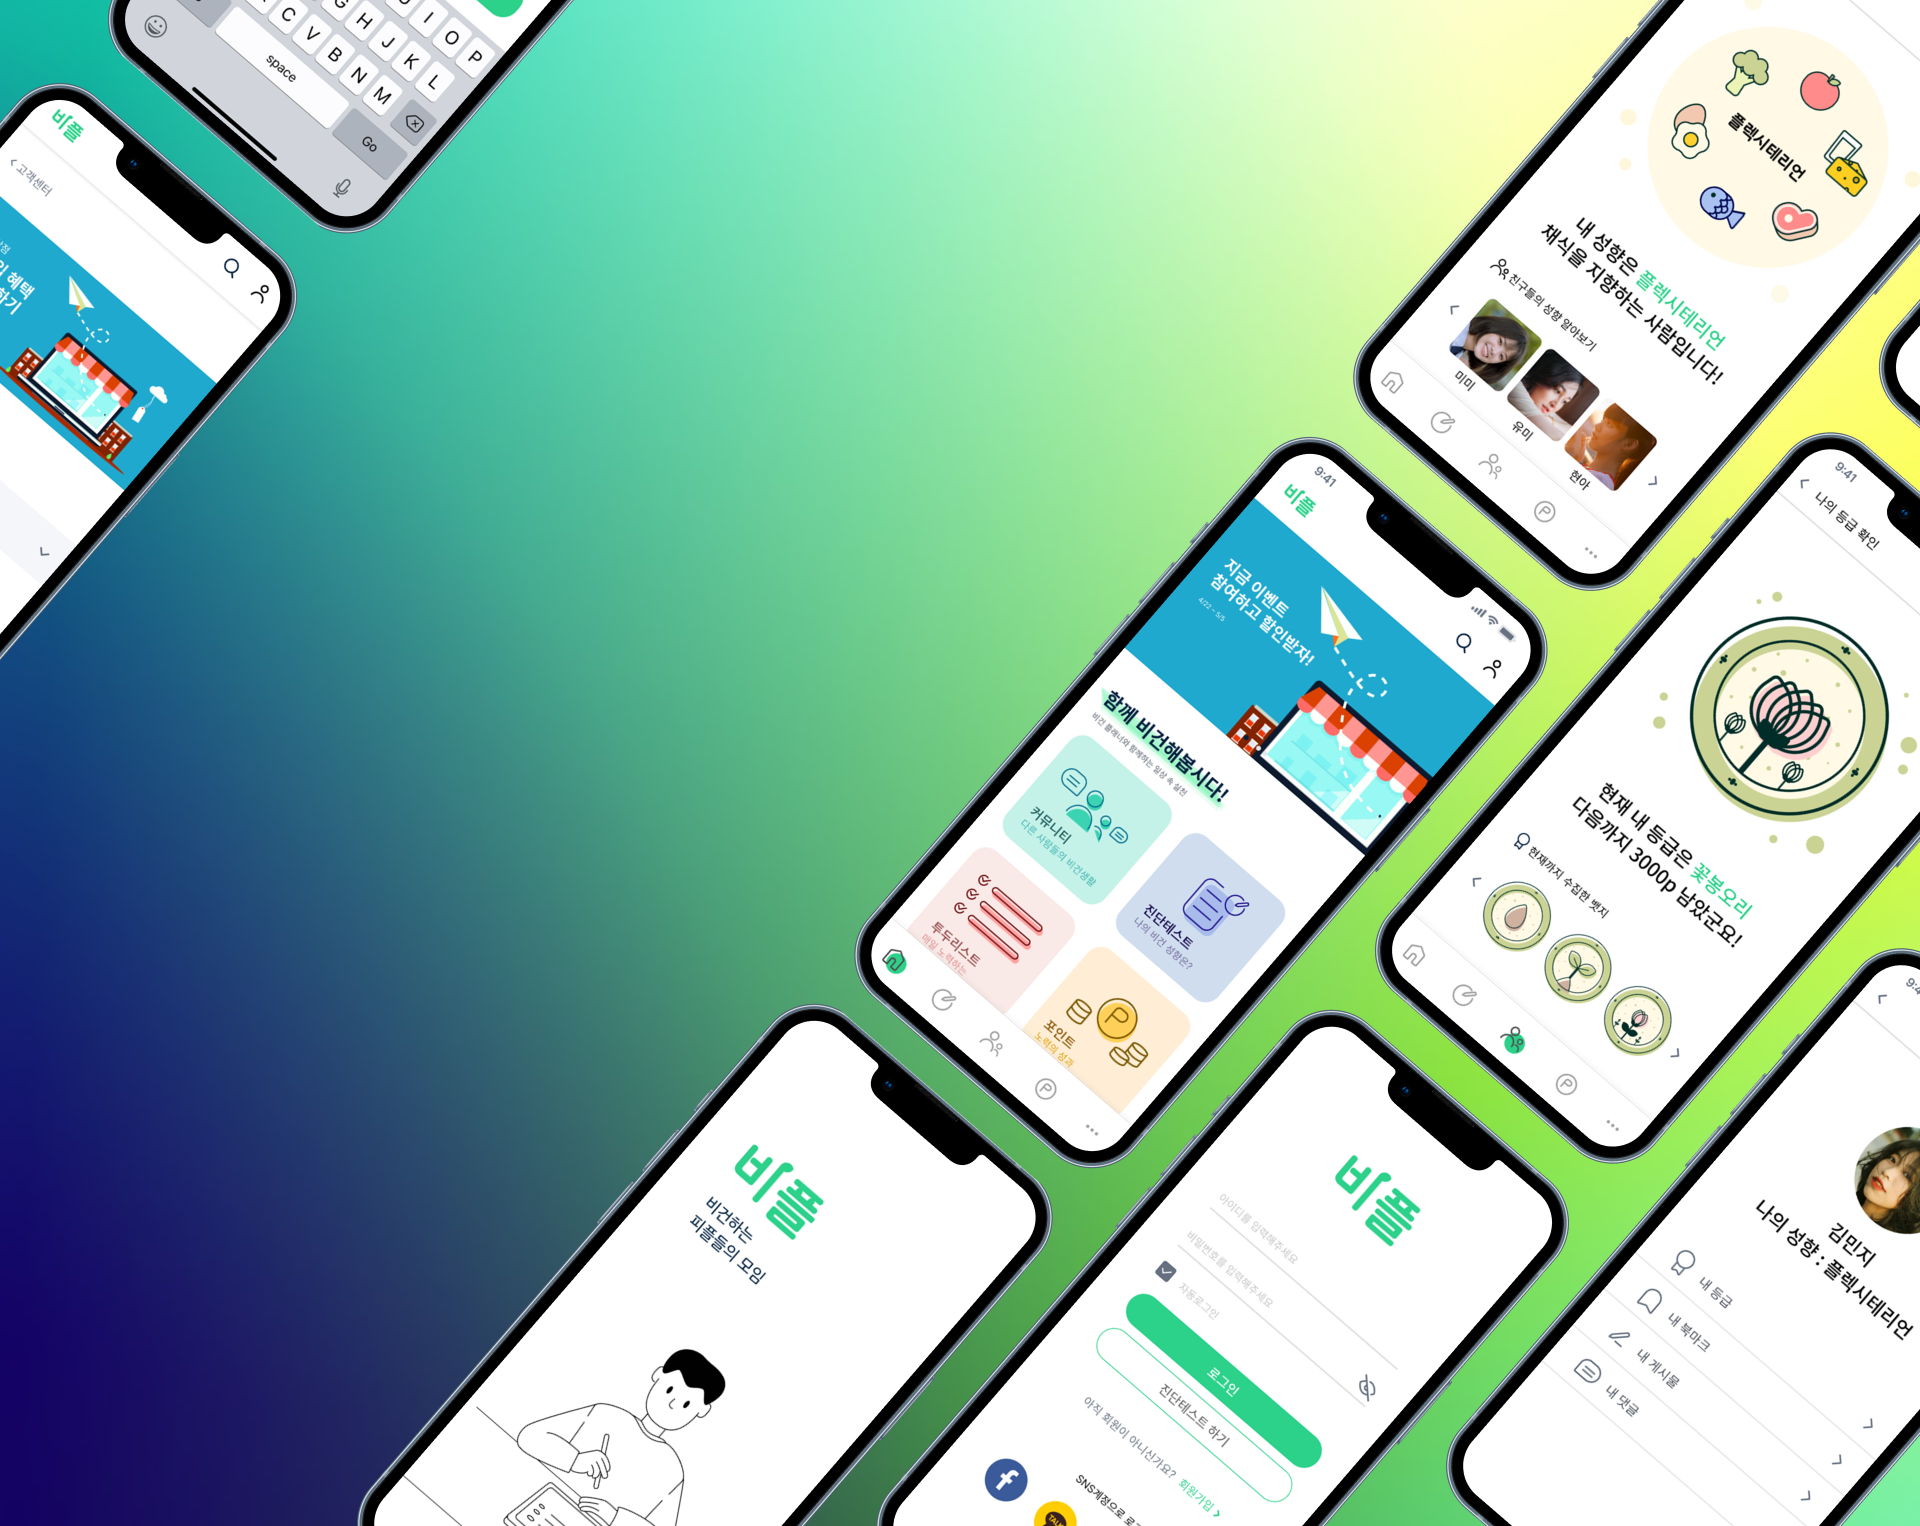 C V B N M
G H J K L
U I O P
space
Go
비플
고객센터
혜택
하기
플렉시테리언
내 성향은 플렉시테리언
채식을 지향하는 사람입니다!
친구들의 성향 알아보기
미미
유미
현아
9:41
비플
지금 이벤트
참여하고 할인받자!
4/22 ~ 5/5
함께 비건해봅시다!
비건 플래너와 함께하는 일상 속 실천
커뮤니티
다른 사람들의 비건생활
진단테스트
나의 비건 성향은?
투두리스트
매일 노력하는
포인트
노력의 성과
9:41
나의 등급 확인
현재 내 등급은 꽃봉오리
다음까지 3000p 남았군요!
현재까지 수집한 뱃지
비플
비건하는
피플들의 모임
비플
아이디를 입력해주세요
비밀번호를 입력해주세요
자동로그인
로그인
진단테스트 하기
아직 회원이 아니신가요? 회원가입
SNS계정으로
김민지
나의 성향 : 플렉시테리언
내 등급
내 북마크
내 게시물
내 댓글